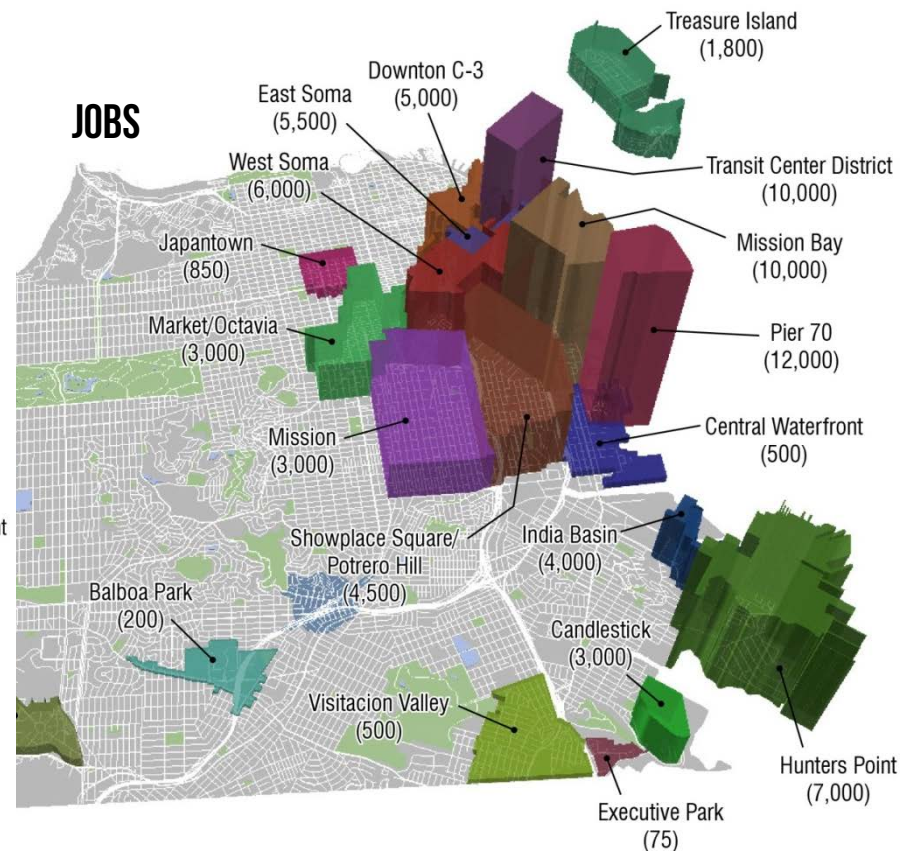 JOBS
Treasure Island
(1,800)
Downton C-3
(5,000)
East Soma
(5,500)
West Soma
(6,000)
Transit Center District
(10,000)
Japantown
(850)
Mission Bay
(10,000)
Market/Octavia
(3,000)
Pier 70
(12,000)
Mission
(3,000)
Central Waterfront
(500)
Showplace Square/
Potrero Hill
(4,500)
India Basin
(4,000)
Balboa Park
(200)
Candlestick
(3,000)
Visitacion Valley
(500)
Hunters Point
(7,000)
Executive Park
(75)